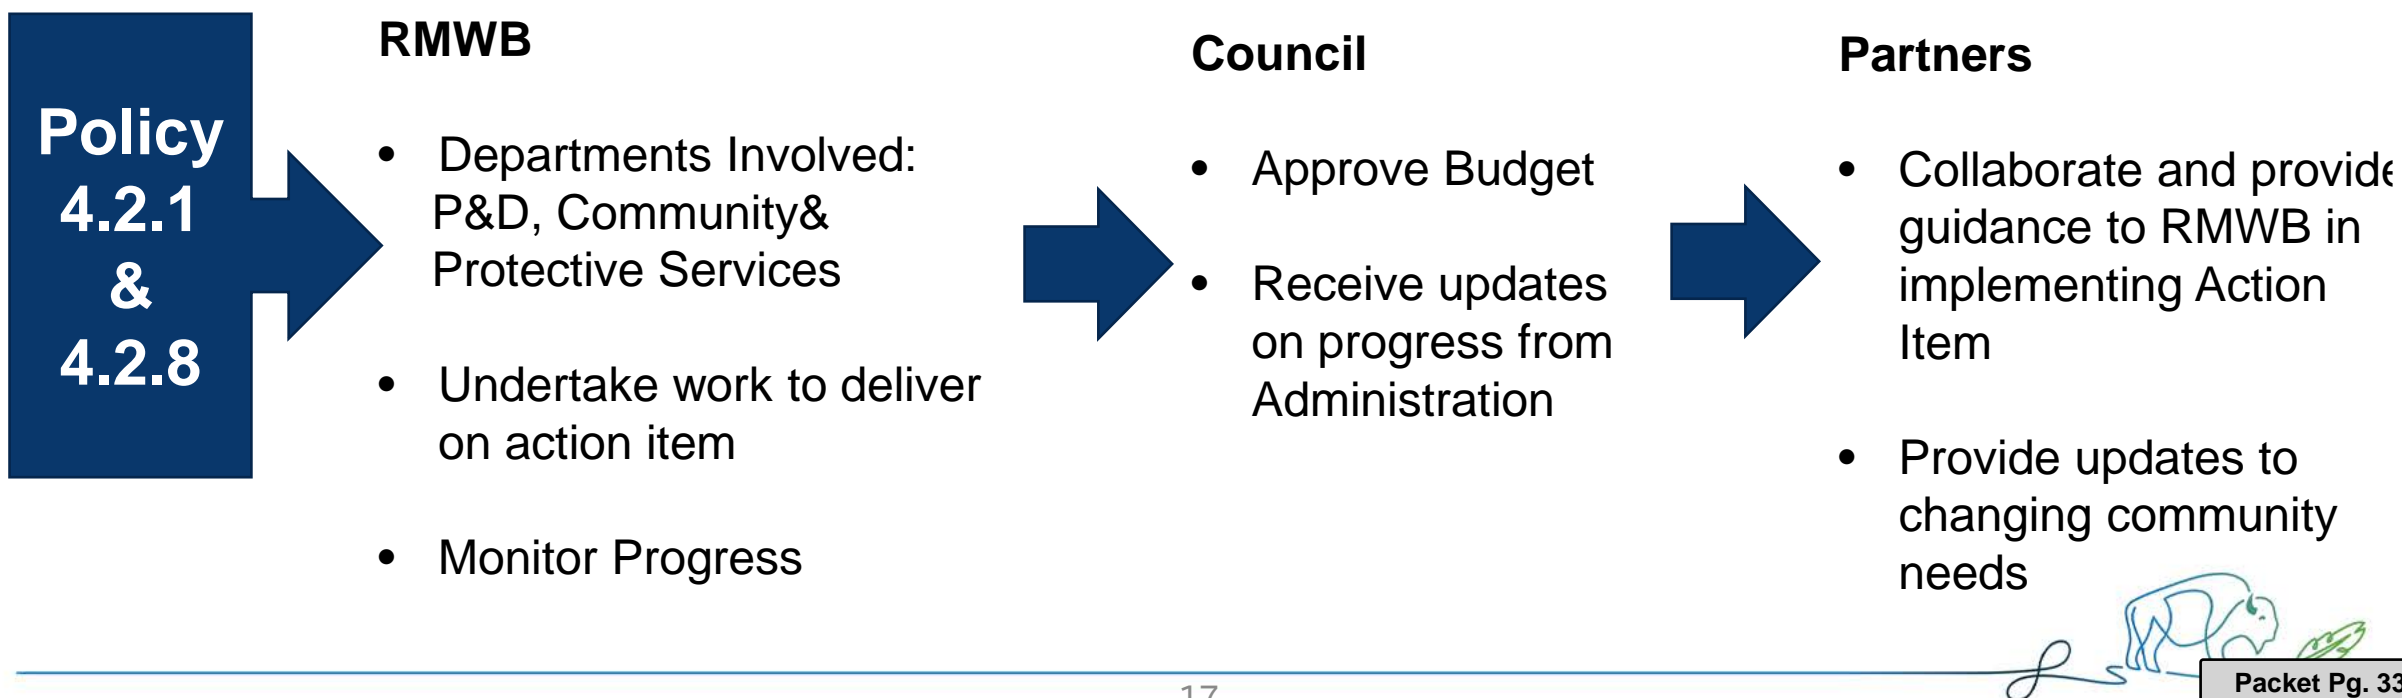 Policy
4.2.1
&
4.2.8
RMWB
• Departments Involved:
P&D, Community&
Protective Services
• Undertake work to deliver
on action item
• Monitor Progress
Council
• Approve Budget
• Receive updates
on progress from
Administration
Partners
• Collaborate and provide
guidance to RMWB in
implementing Action
Item
• Provide updates to
changing community
needs
17
Packet Pg. 33